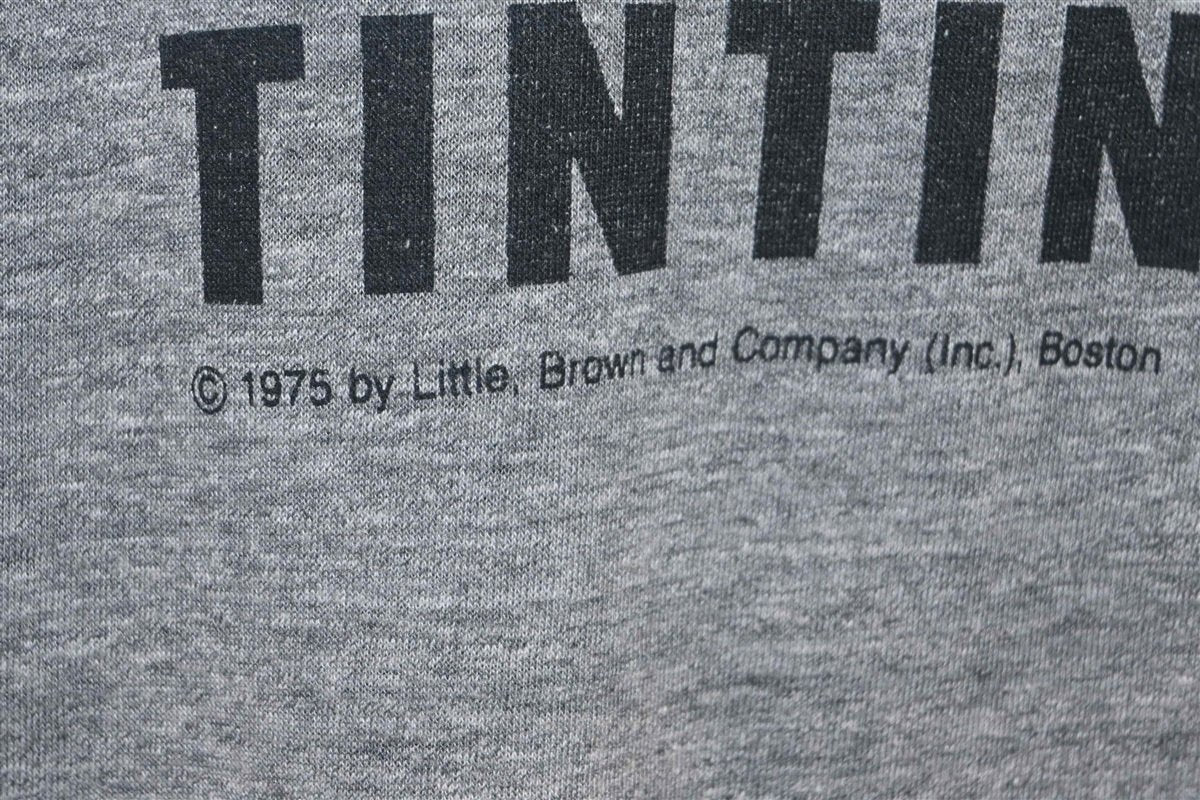 TINTIN
© 1975 by Little, Brown and Company (Inc.), Boston